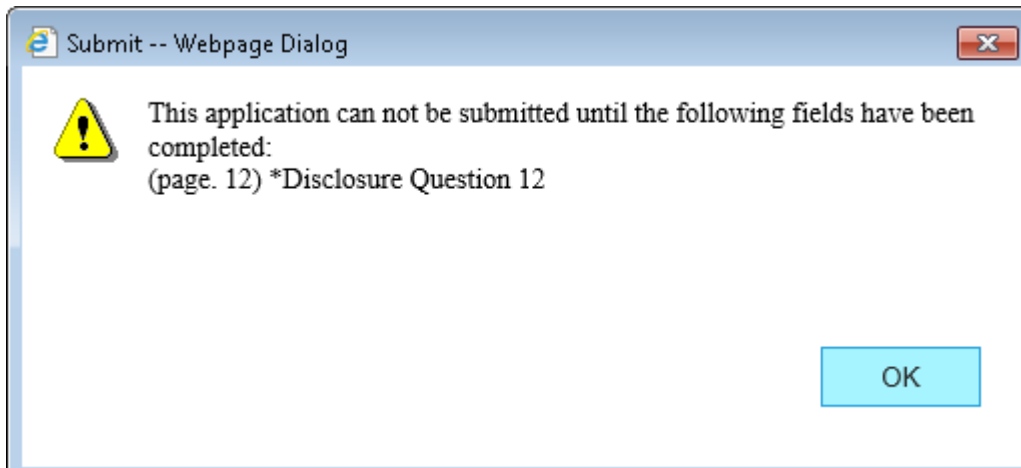 Submit -- Webpage Dialog
This application can not be submitted until the following fields have been
completed:
(page. 12) *Disclosure Question 12
OK